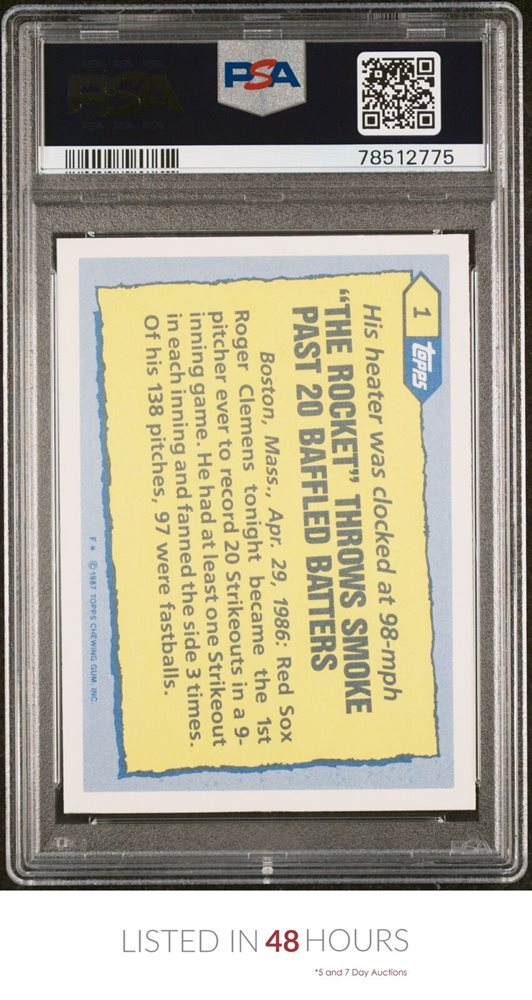 PSA
PSA
78512775
1 topps
His heater was clocked at 98-mph
"THE ROCKET" THROWS SMOKE
PAST 20 BAFFLED BATTERS
Boston, Mass., Apr. 29, 1986: Red Sox
Roger Clemens tonight became the 1st
pitcher ever to record 20 Strikeouts in a 9-
inning game. He had at least one Strikeout
in each inning and fanned the side 3 times.
Of his 138 pitches, 97 were fastballs.
F* © 1987 TOPPS CHEWING GUM, INC.
LISTED IN 48 HOURS
*5 and 7 Day Auctions